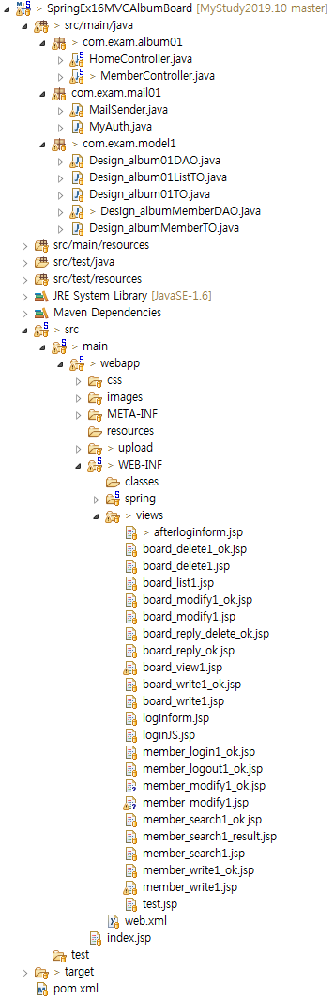 > SpringEx16MVCAlbumBoard [MyStudy2019.10 master]
> src/main/java
> com.exam.album01
HomeController.java
> MemberController.java
com.exam.mail01
MailSender.java
MyAuth.java
> com.exam.model1
Design_album01DAO.java
Design_album01ListTO.java
Design_album01TO.java
> Design_albumMemberDAO.java
Design_albumMemberTO.java
src/main/resources
src/test/java
src/test/resources
JRE System Library [JavaSE-1.6]
Maven Dependencies
> src
> main
> webapp
css
images
META-INF
resources
> upload
> WEB-INF
classes
spring
> views
> afterloginform.jsp
board_delete1_ok.jsp
board_delete1.jsp
board_list1.jsp
board_modify1_ok.jsp
board_modify1.jsp
board_reply_delete_ok.jsp
board_reply_ok.jsp
board_view1.jsp
board_write1_ok.jsp
board_write1.jsp
loginform.jsp
loginJS.jsp
member_login1_ok.jsp
member_logout1_ok.jsp
member_modify1_ok.jsp
member_modify1.jsp
member_search1_ok.jsp
member_search1_result.jsp
member_search1.jsp
member_write1_ok.jsp
member_write1.jsp
test.jsp
web.xml
index.jsp
test
> target
pom.xml